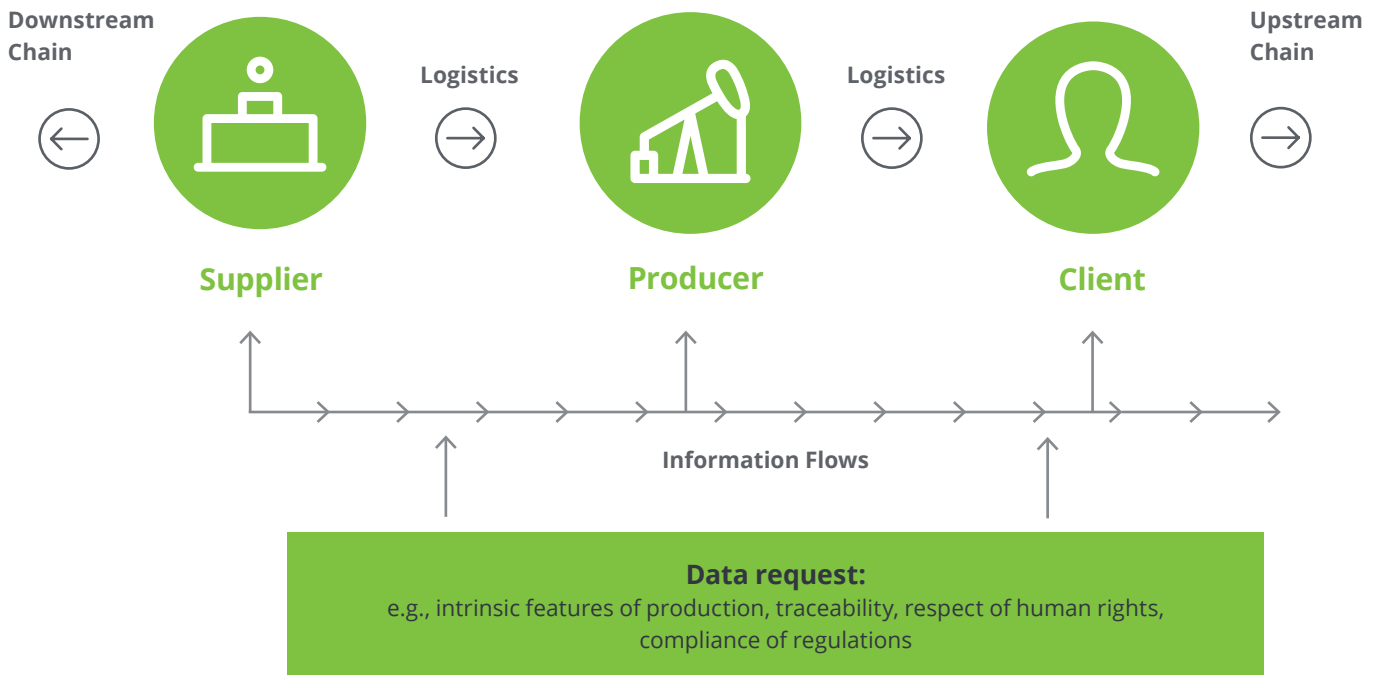 Downstream
Chain
Logistics
Logistics
Upstream
Chain
Supplier
Producer
Client
Information Flows
Data request:
e.g., intrinsic features of production, traceability, respect of human rights,
compliance of regulations